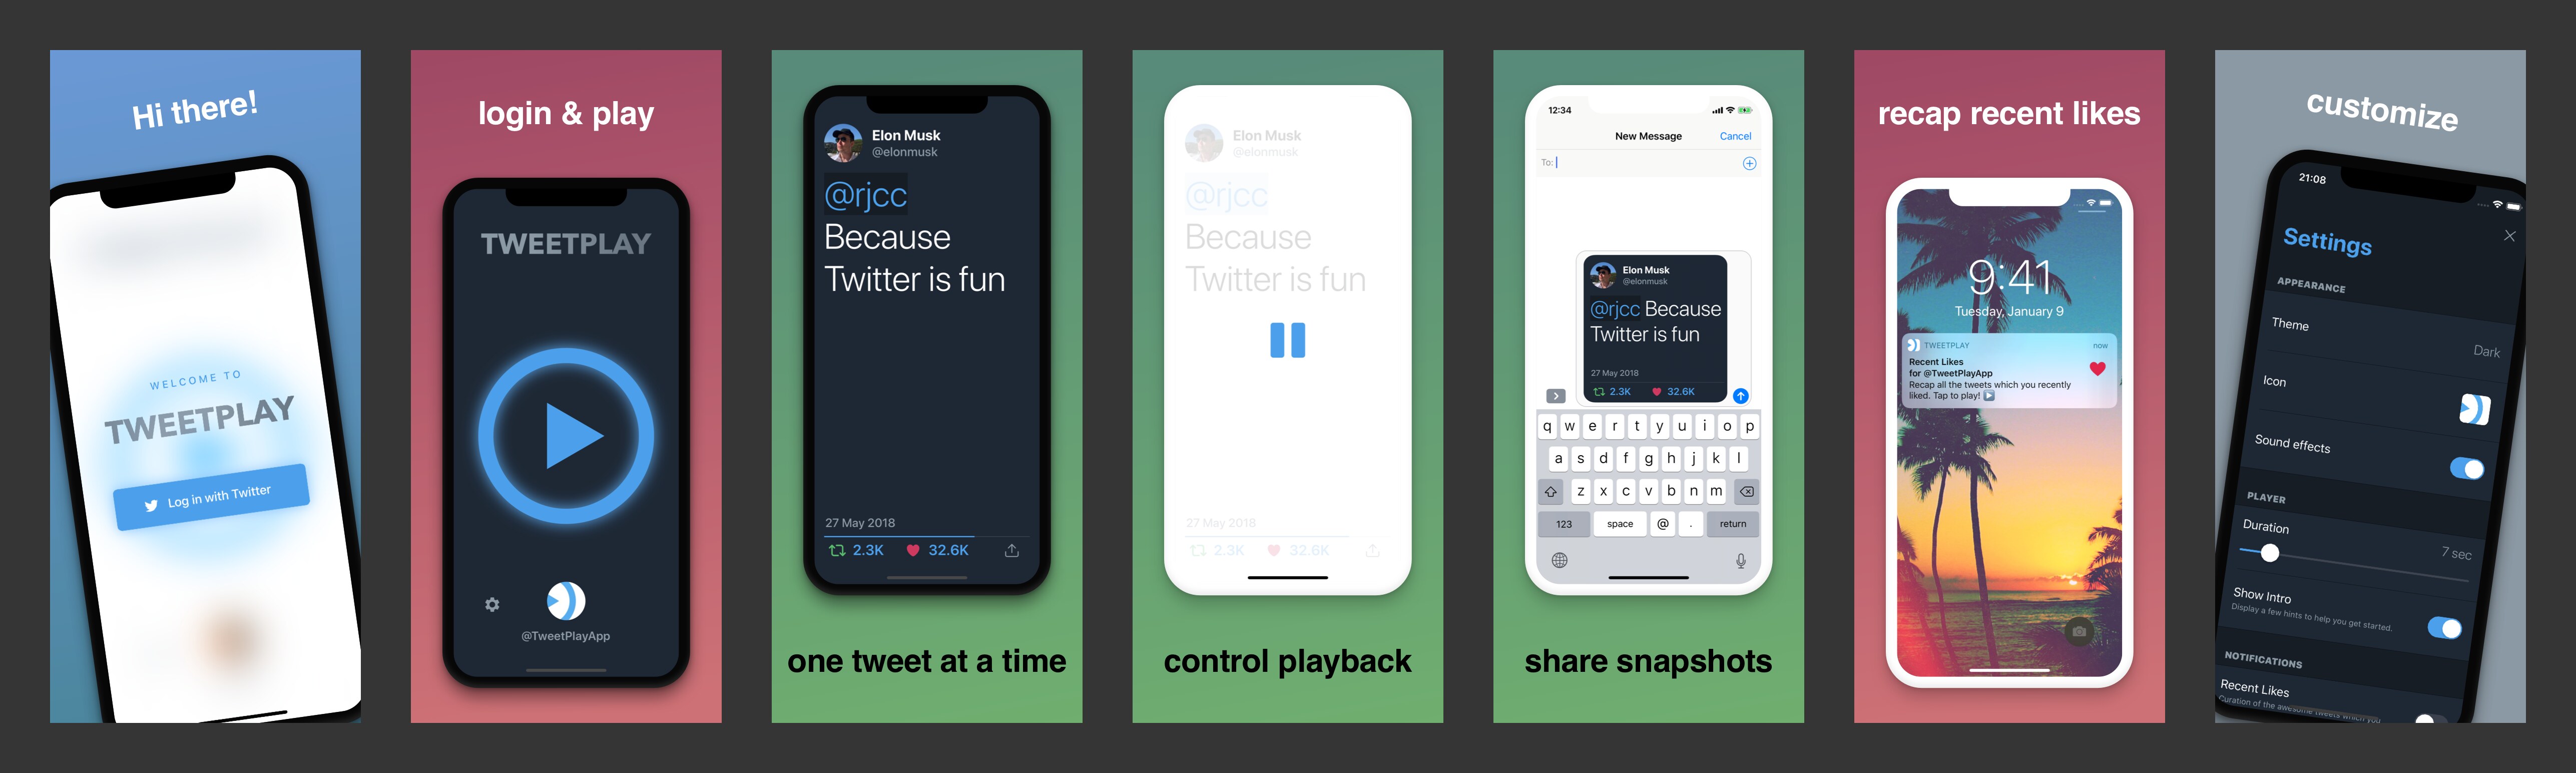 Hi there!
WELCOME TO
TWEETPLAY
Log in with Twitter
login & play
TWEETPLAY
@TweetPlayApp
Elon Musk
@elonmusk
@rjcc
Because
Twitter is fun
27 May 2018
2.3K 32.6K
one tweet at a time
Elon Musk
@elonmusk
@rjcc
Because
Twitter is fun
27 May 2018
2.3K 32.6K
control playback
12:34
New Message Cancel
To:
Elon Musk
@elonmusk
@rjcc Because
Twitter is fun
27 May 2018
2.3K 32.6K
q w e r t y u i o p
a s d f g h j k l
z x c v b n m
123 space @ . return
share snapshots
recap recent likes
9:41
Tuesday, January 9
TWEETPLAY now
Recent Likes
for @TweetPlayApp
Recap all the tweets which you recently
liked. Tap to play!
customize
21:08
Settings
APPEARANCE
Theme Dark
Icon
Sound effects
PLAYER
Duration 7 sec
Show Intro
Display a few hints to help you get started.
NOTIFICATIONS
Recent Likes
Curation of the awesome tweets which you